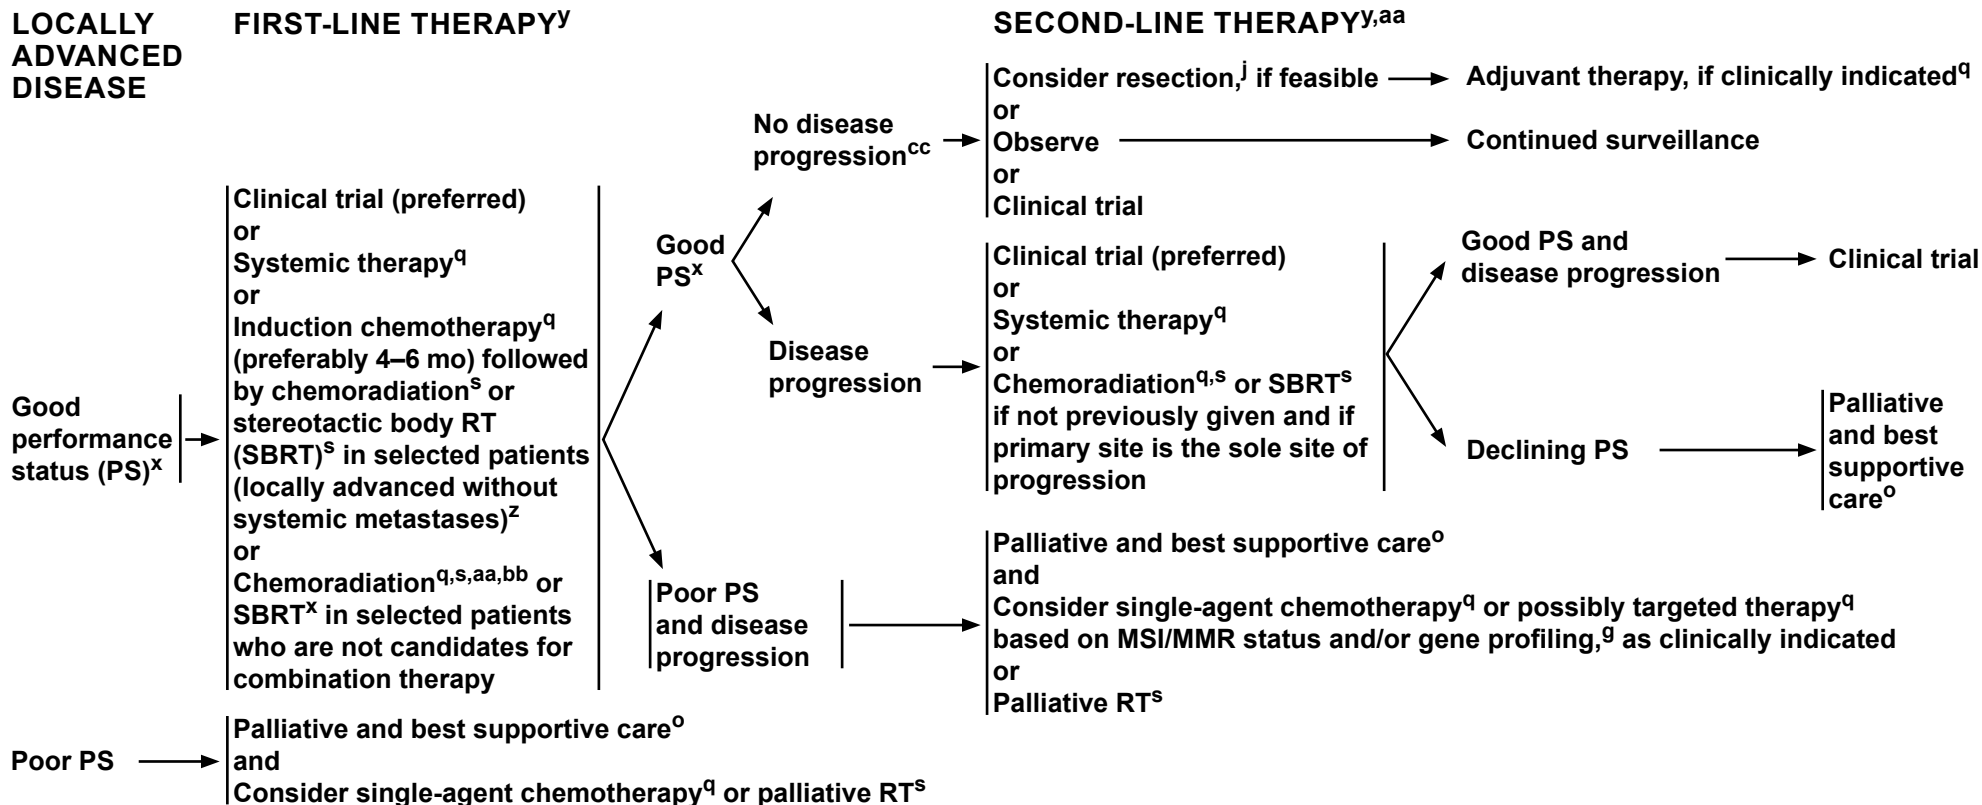 LOCALLY
ADVANCED
DISEASE
FIRST-LINE THERAPYy
SECOND-LINE THERAPYy,aa
Good
performance
status (PS)x
Clinical trial (preferred)
or
Systemic therapyq
or
Induction chemotherapyq
(preferably 4–6 mo) followed
by chemoradiations or
stereotactic body RT
(SBRT)s in selected patients
(locally advanced without
systemic metastases)z
or
Chemoradiationq,s,aa,bb or
SBRTx in selected patients
who are not candidates for
combination therapy
Good
PSx
No disease
progressioncc
Consider resection,j if feasible
or
Observe
or
Clinical trial
Adjuvant therapy, if clinically indicatedq
Continued surveillance
Disease
progression
Clinical trial (preferred)
or
Systemic therapyq
or
Chemoradiationq,s or SBRTs
if not previously given and if
primary site is the sole site of
progression
Good PS and
disease progression
Clinical trial
Declining PS
Palliative
and best
supportive
careo
Poor PS
and disease
progression
Palliative and best supportive careo
and
Consider single-agent chemotherapyq or possibly targeted therapyq
based on MSI/MMR status and/or gene profiling,g as clinically indicated
or
Palliative RTs
Poor PS
Palliative and best supportive careo
and
Consider single-agent chemotherapyq or palliative RTs